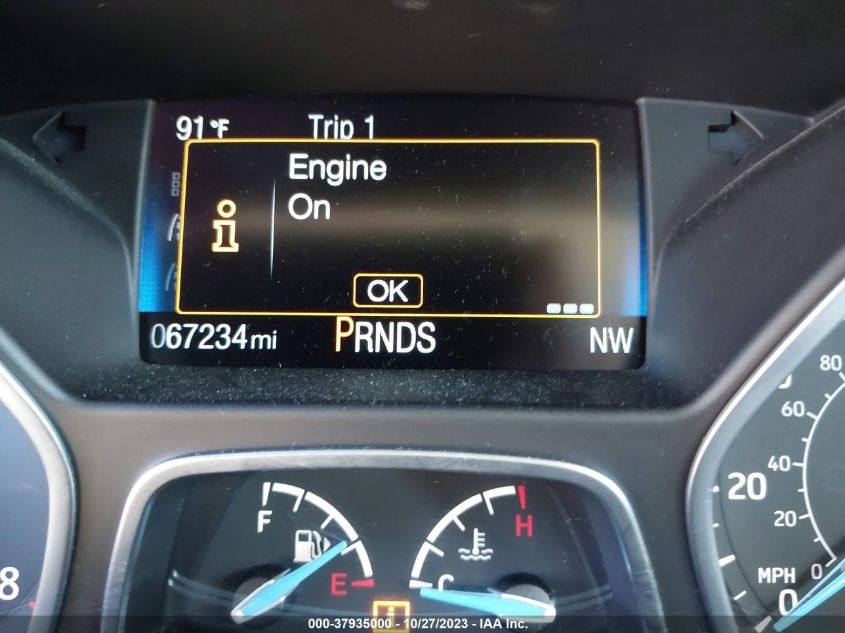 91°F Trip 1
Engine
On
OK
067234mi PRNDS NW
F H
E C
8
80
60
20 40
20
MPH 0
0
000-37935000 - 10/27/2023 - IAA Inc.